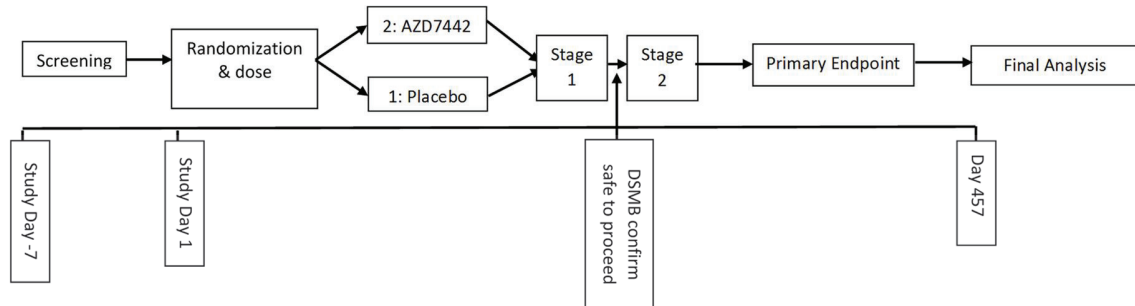 Screening
Randomization
& dose
2: AZD7442
1: Placebo
Stage
1
Stage
2
Primary Endpoint
Final Analysis
Study Day -7
Study Day 1
DSMB confirm
safe to proceed
Day 457